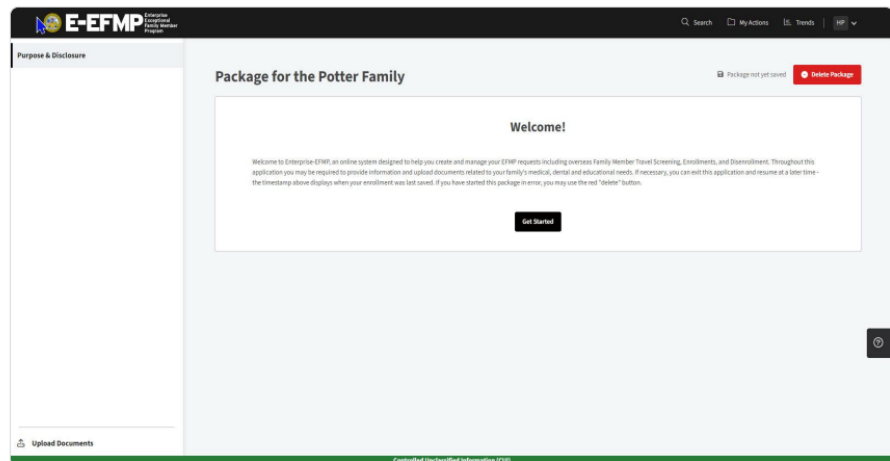 E-EFMP Enterprise
Exceptional
Family Member
Program
Search My Actions Trends HP
Purpose & Disclosure
Package for the Potter Family
Package not yet saved Delete Package
Welcome!
Welcome to Enterprise-EFMP, an online system designed to help you create and manage your EFMP requests including overseas Family Member Travel Screening, Enrollments, and Disenrollment. Throughout this
application you may be required to provide information and upload documents related to your family's medical, dental and educational needs. If necessary, you can exit this application and resume at a later time -
the timestamp above displays when your enrollment was last saved. If you have started this package in error, you may use the red "delete" button.
Get Started
Upload Documents
Controlled Unclassified Information (CUI)